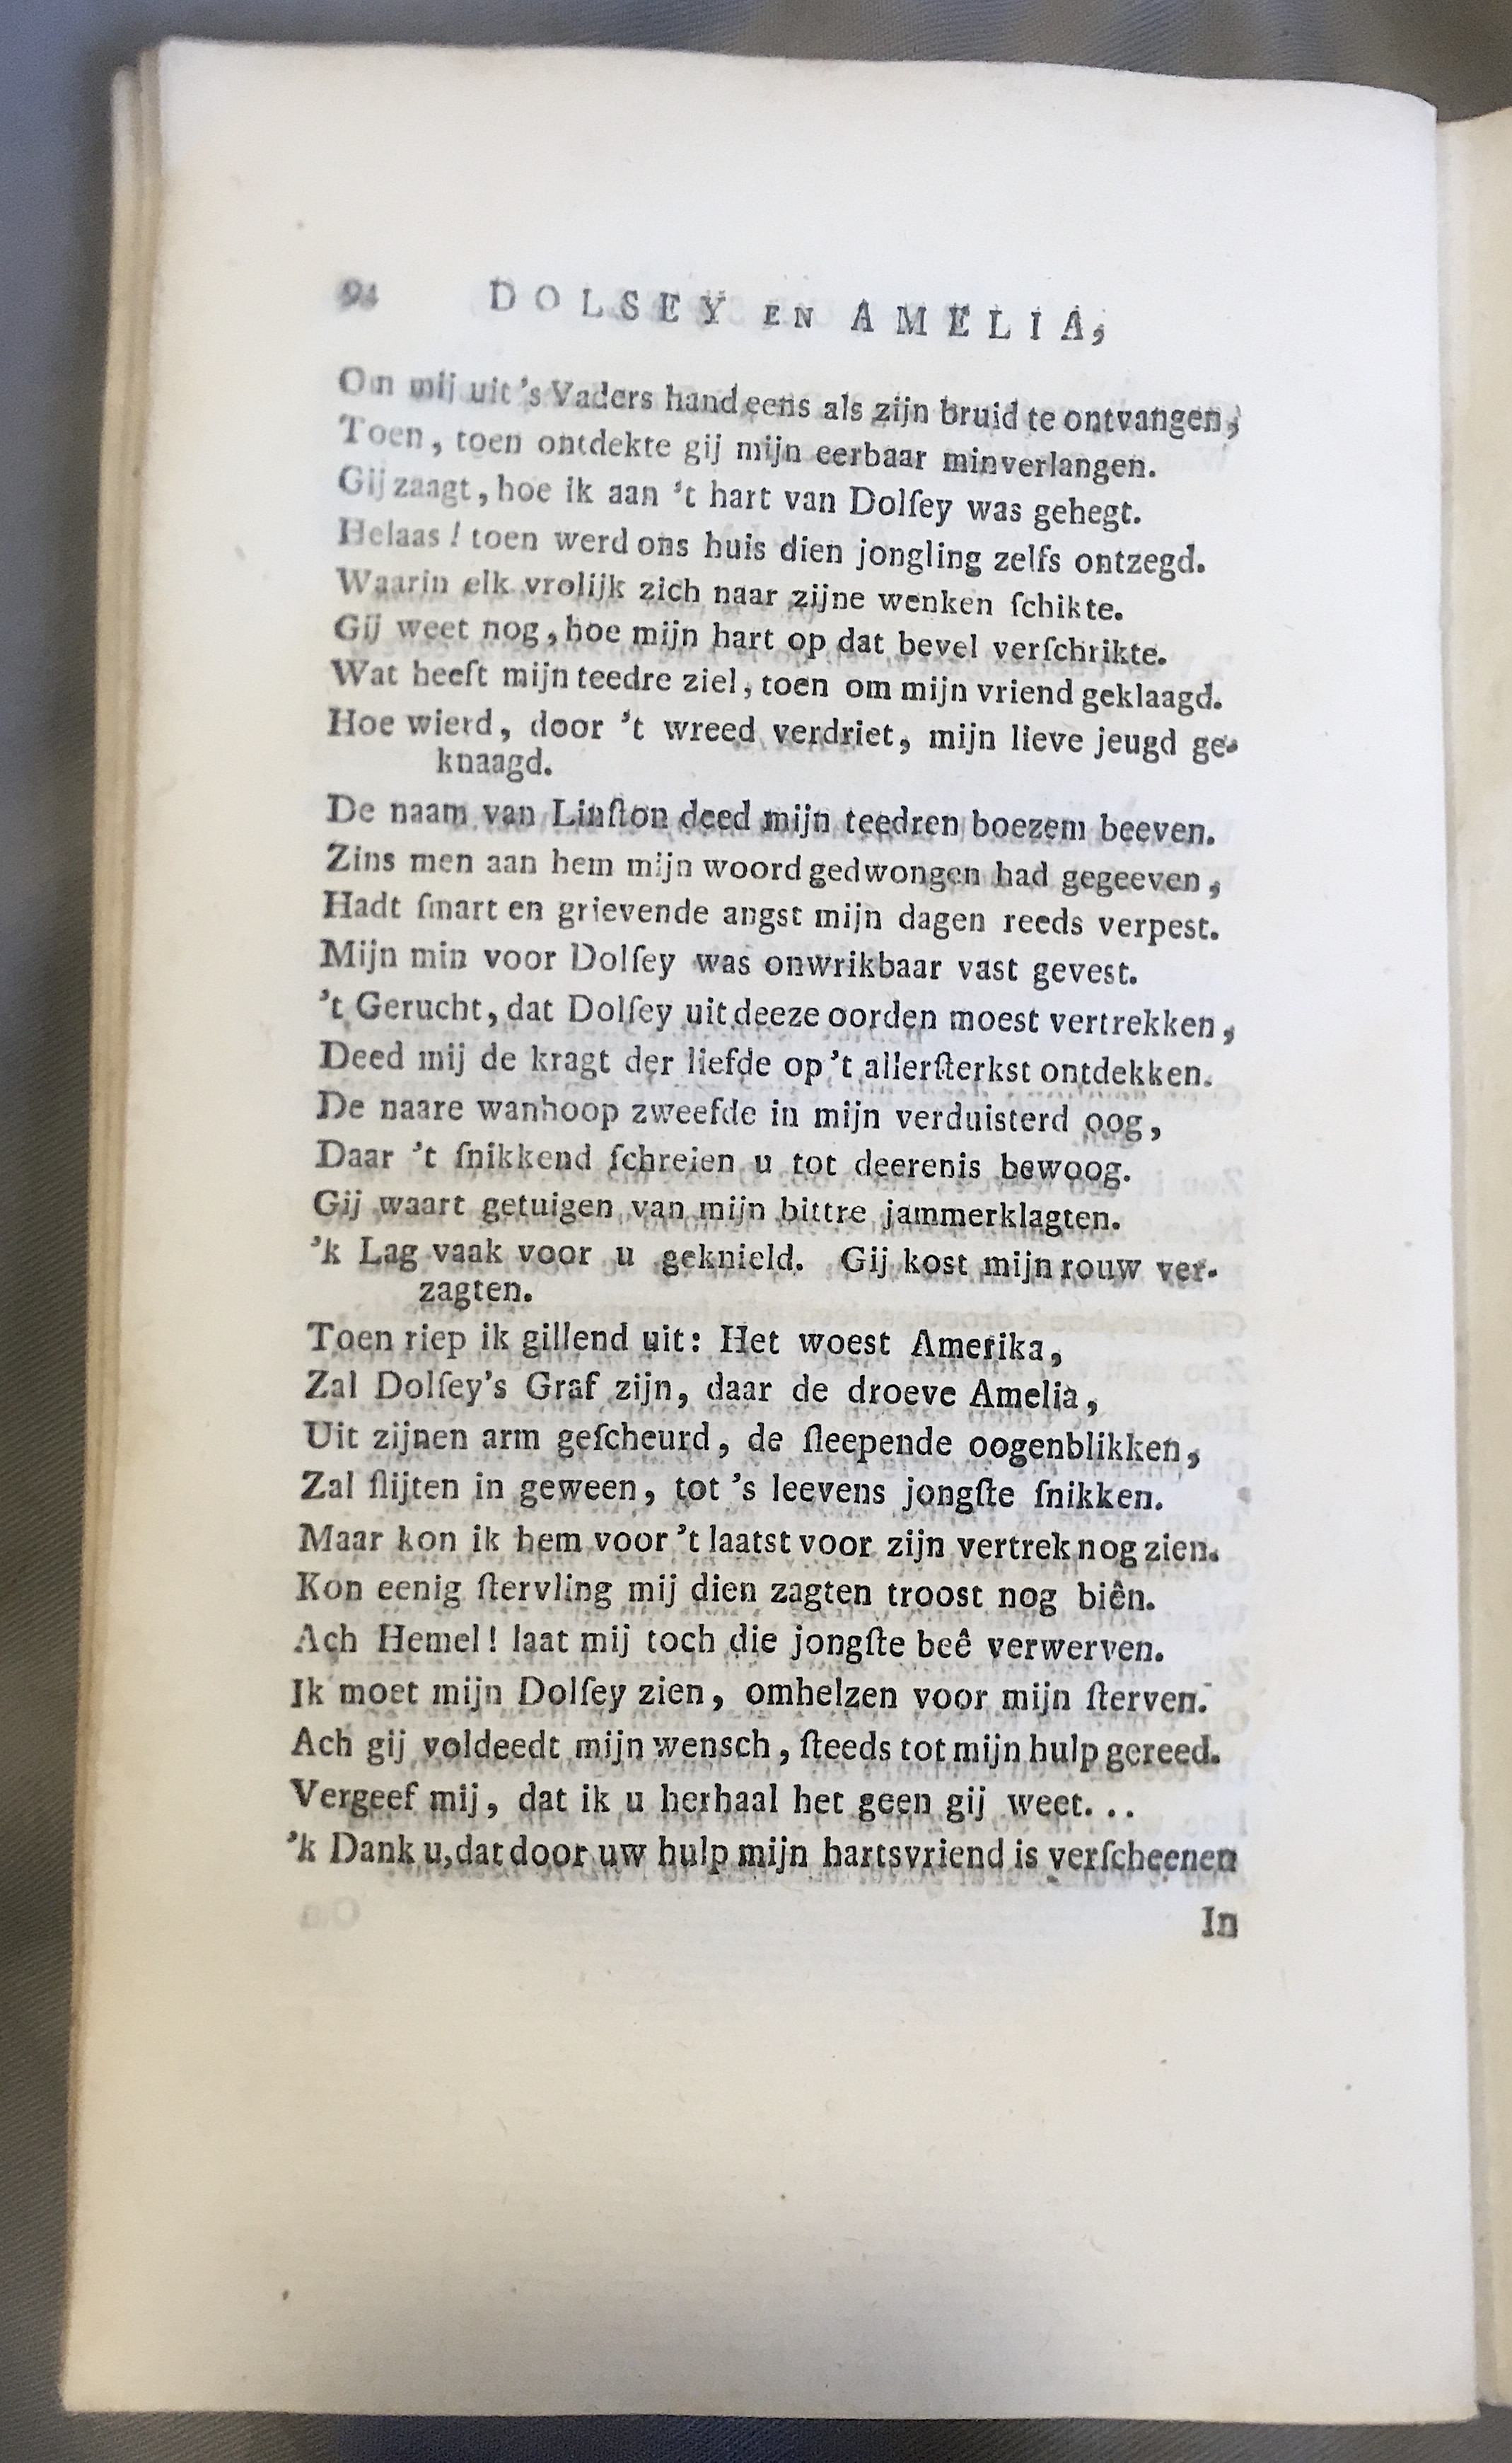 94 DOLSEY EN AMELIA,
Om mij uit 's Vaders hand eens als zijn bruid te ontvangen,
Toen, toen ontdekte gij mijn eerbaar minverlangen.
Gij zaagt, hoe ik aan 't hart van Dolſey was gehegt.
Helaas! toen werd ons huis dien jongling zelfs ontzegd.
Waarin elk vrolijk zich naar zijne wenken ſchikte.
Gij weet nog, hoe mijn hart op dat bevel verſchrikte.
Wat heeft mijn teedre ziel, toen om mijn vriend geklaagd.
Hoe wierd, door 't wreed verdriet, mijn lieve jeugd ge-
knaagd.
De naam van Linſton deed mijn teedren boezem beeven.
Zins men aan hem mijn woord gedwongen had gegeeven,
Hadt ſmart en grievende angst mijn dagen reeds verpest.
Mijn min voor Dolſey was onwrikbaar vast gevest.
't Gerucht, dat Dolſey uit deeze oorden moest vertrekken,
Deed mij de kragt der liefde op 't allerſterkst ontdekken.
De naare wanhoop zweefde in mijn verduisterd oog,
Daar 't ſnikkend ſchreien u tot deerenis bewoog.
Gij waart getuigen van mijn bittre jammerklagten.
'k Lag vaak voor u geknield. Gij kost mijn rouw ver-
zagten.
Toen riep ik gillend uit: Het woest Amerika,
Zal Dolſey's Graf zijn, daar de droeve Amelia,
Uit zijnen arm geſcheurd, de ſleepende oogenblikken,
Zal ſlijten in geween, tot 's leevens jongſte ſnikken.
Maar kon ik hem voor 't laatst voor zijn vertrek nog zien.
Kon eenig ſtervling mij dien zagten troost nog biên.
Ach Hemel! laat mij toch die jongſte beê verwerven.
Ik moet mijn Dolſey zien, omhelzen voor mijn ſterven.
Ach gij voldeedt mijn wensch, ſteeds tot mijn hulp gereed.
Vergeef mij, dat ik u herhaal het geen gij weet...
'k Dank u, dat door uw hulp mijn hartsvriend is verſcheenen
In